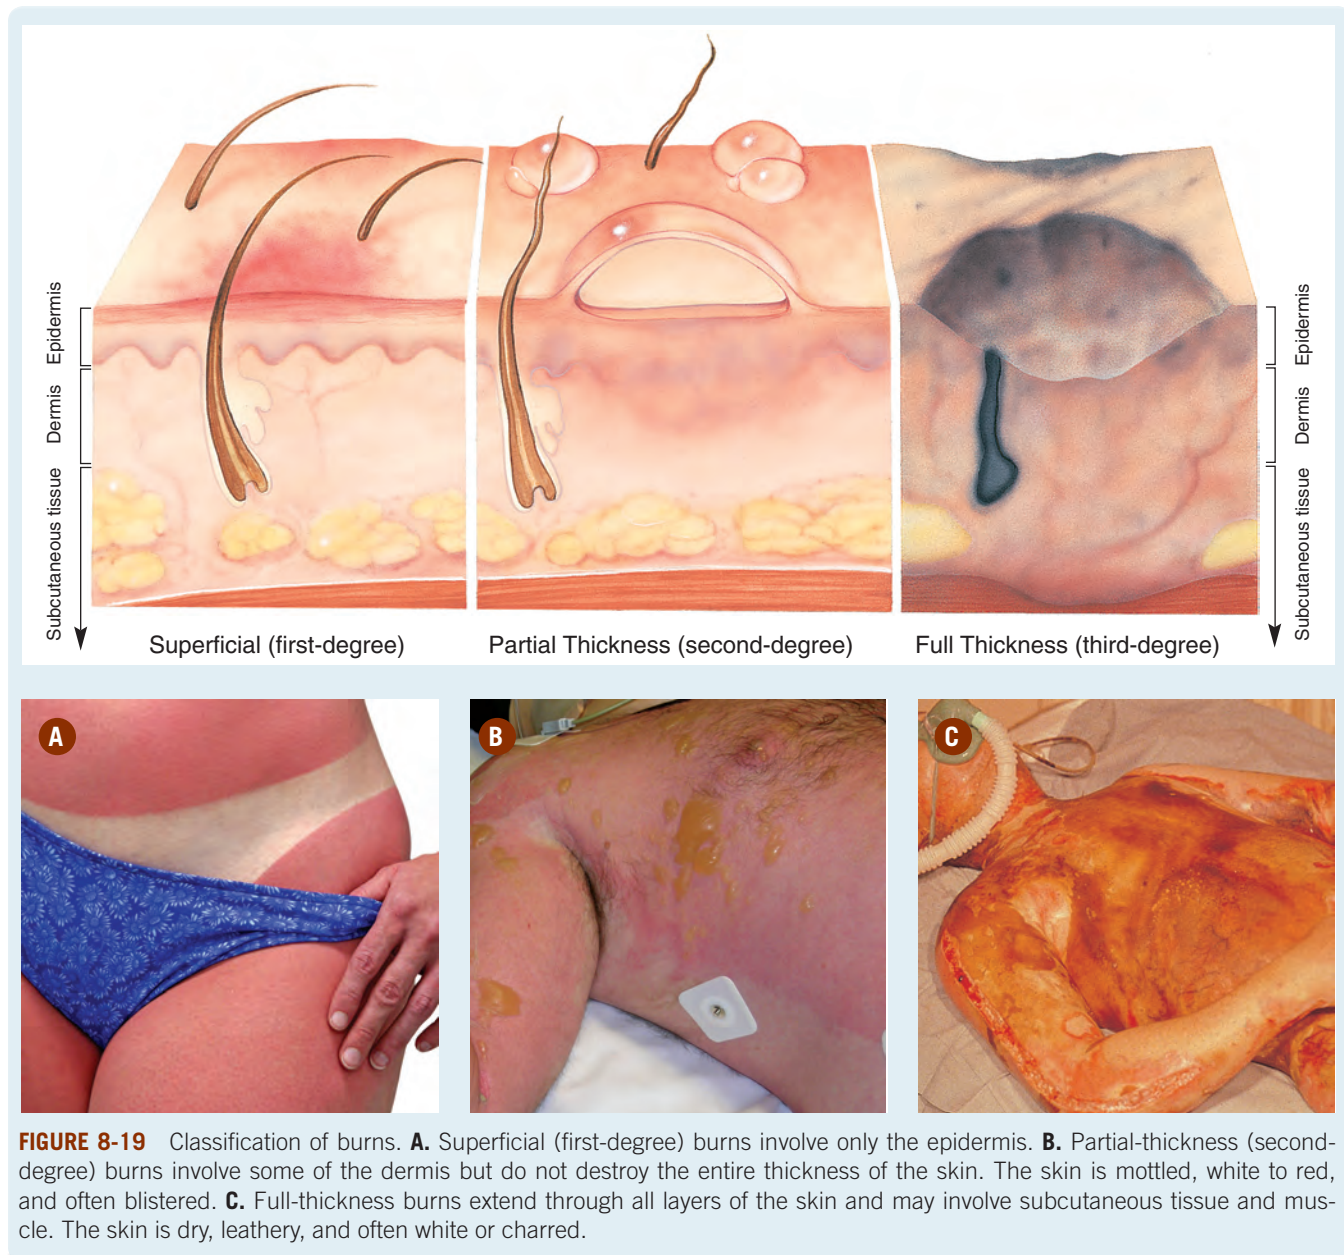 Epidermis
Dermis
Subcutaneous tissue
Epidermis
Dermis
Subcutaneous tissue
Superficial (first-degree)
Partial Thickness (second-degree)
Full Thickness (third-degree)
A
B
C
FIGURE 8-19 Classification of burns. A. Superficial (first-degree) burns involve only the epidermis. B. Partial-thickness (second-
degree) burns involve some of the dermis but do not destroy the entire thickness of the skin. The skin is mottled, white to red,
and often blistered. C. Full-thickness burns extend through all layers of the skin and may involve subcutaneous tissue and mus-
cle. The skin is dry, leathery, and often white or charred.